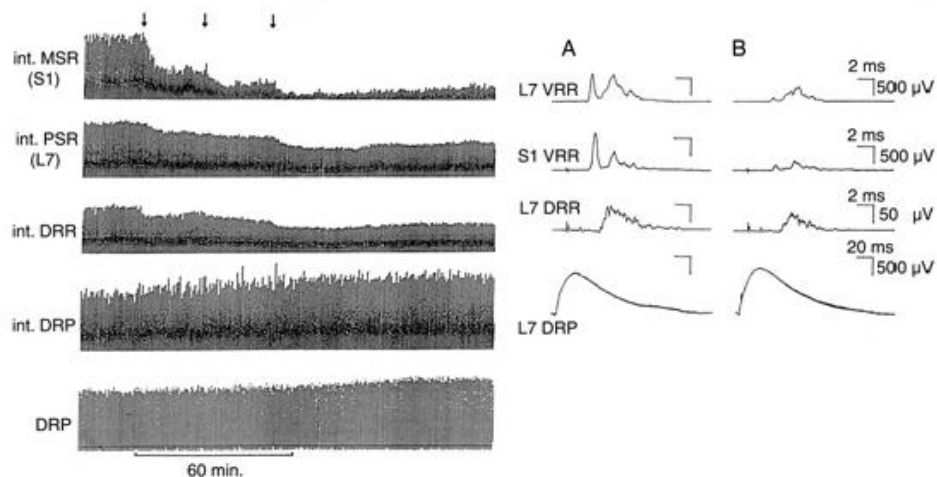 int. MSR
(S1)
int. PSR
(L7)
int. DRR
int. DRP
DRP
60 min.
A
B
L7 VRR
2 ms
500 µV
S1 VRR
2 ms
500 µV
L7 DRR
2 ms
50 µV
20 ms
500 µV
L7 DRP